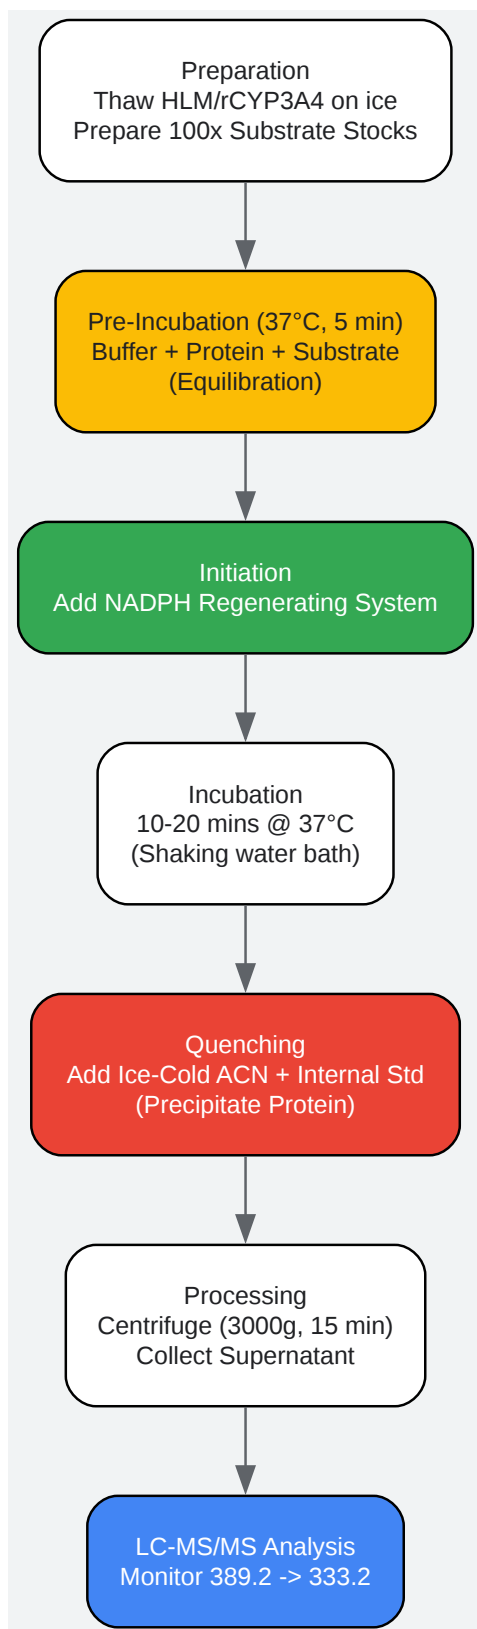 Preparation
Thaw HLM/rCYP3A4 on ice
Prepare 100x Substrate Stocks
Pre-Incubation (37°C, 5 min)
Buffer + Protein + Substrate
(Equilibration)
Initiation
Add NADPH Regenerating System
Incubation
10-20 mins @ 37°C
(Shaking water bath)
Quenching
Add Ice-Cold ACN + Internal Std
(Precipitate Protein)
Processing
Centrifuge (3000g, 15 min)
Collect Supernatant
LC-MS/MS Analysis
Monitor 389.2 -> 333.2